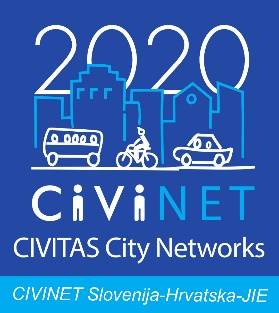 2020
CiViNET
CIVITAS City Networks
CIVINET Slovenija-Hrvatska-JIE